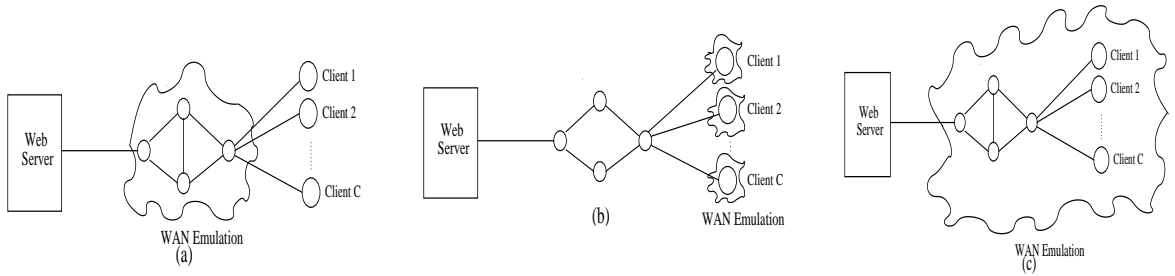 Web
Server
Client 1
Client 2
Client C
WAN Emulation
(a)
Web
Server
Client 1
Client 2
Client C
WAN Emulation
(b)
Web
Server
Client 1
Client 2
Client C
WAN Emulation
(c)